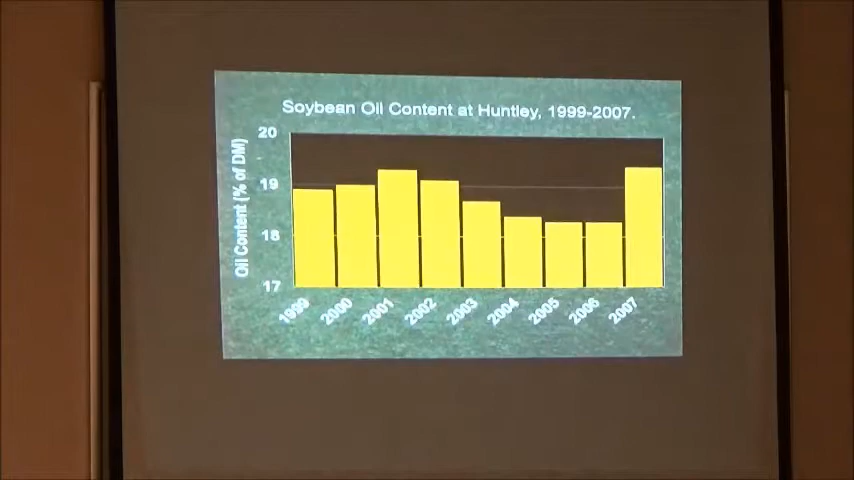 Soybean Oil Content at Huntley, 1999-2007.
Oil Content (% of DM)
20
19
18
17
1999 2000 2001 2002 2003 2004 2005 2006 2007